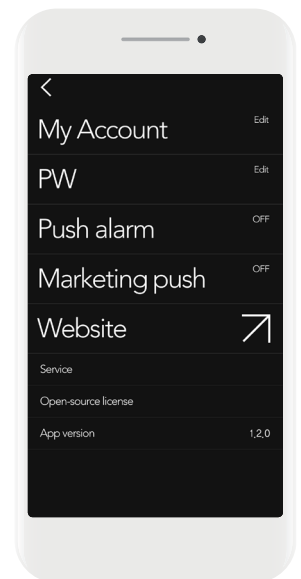 My Account
Edit
PW
Edit
Push alarm
OFF
Marketing push
OFF
Website
Service
Open-source license
App version
1.2.0